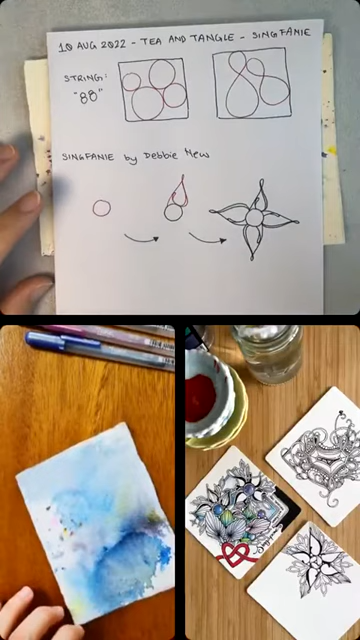 10 AUG 2022 - TEA AND TANGLE - SINGFANIE
STRING:
"88"
SINGFANIE by Debbie New